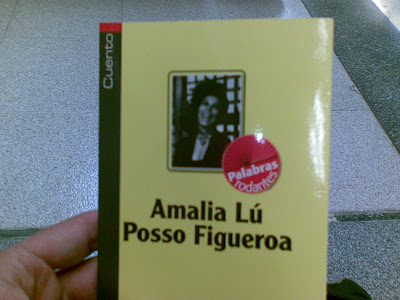 Cuento
Palabras
rodantes
Amalia Lú
Posso Figueroa